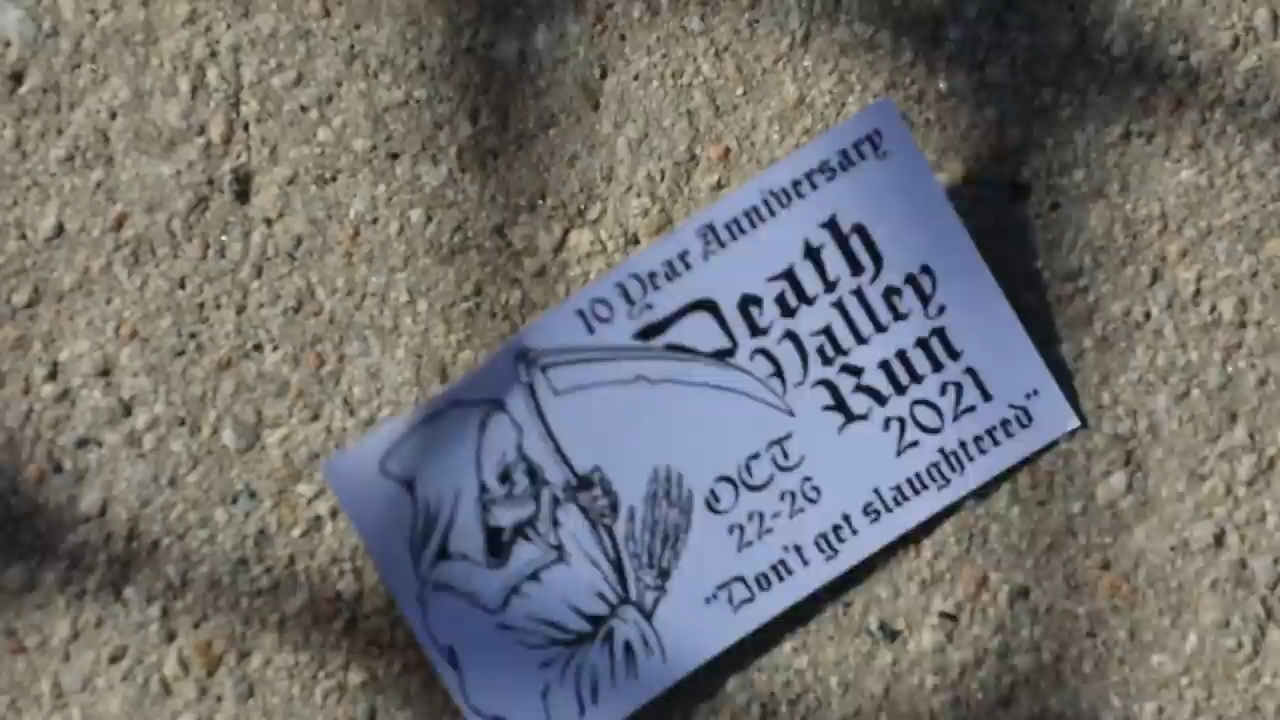 10 Year Anniversary
Death
Valley
Run
2021
OCT
22-26
"Don't get slaughtered"